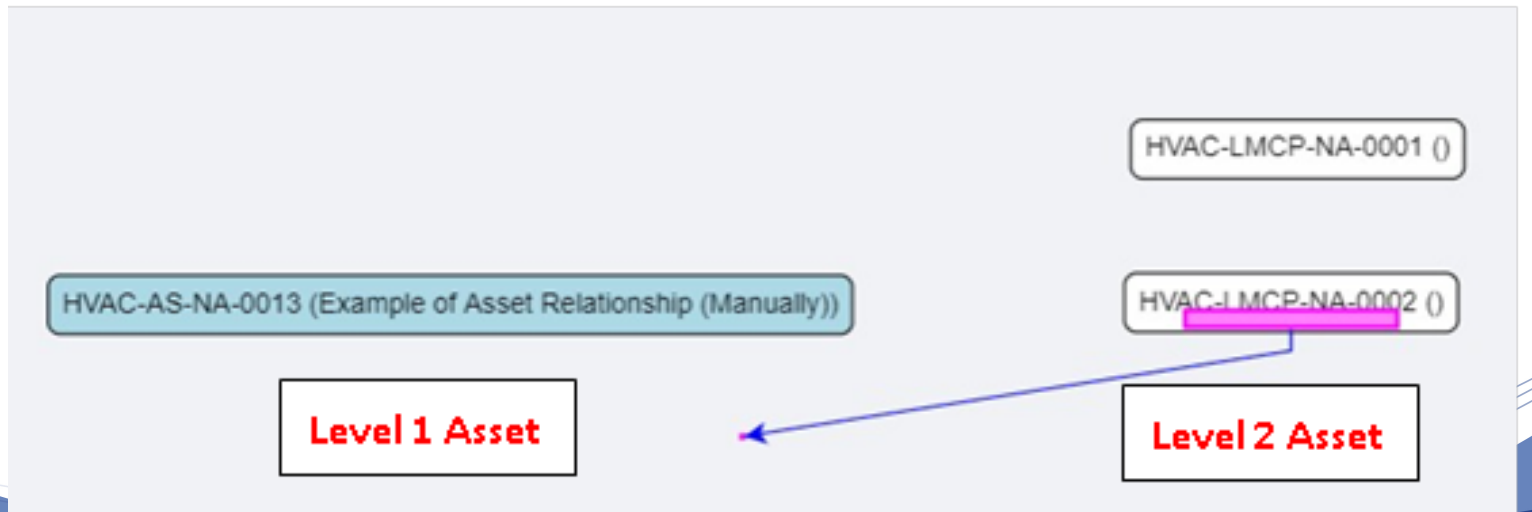 HVAC-LMCP-NA-0001 ()
HVAC-AS-NA-0013 (Example of Asset Relationship (Manually))
HVAC-LMCP-NA-0002 ()
Level 1 Asset
Level 2 Asset